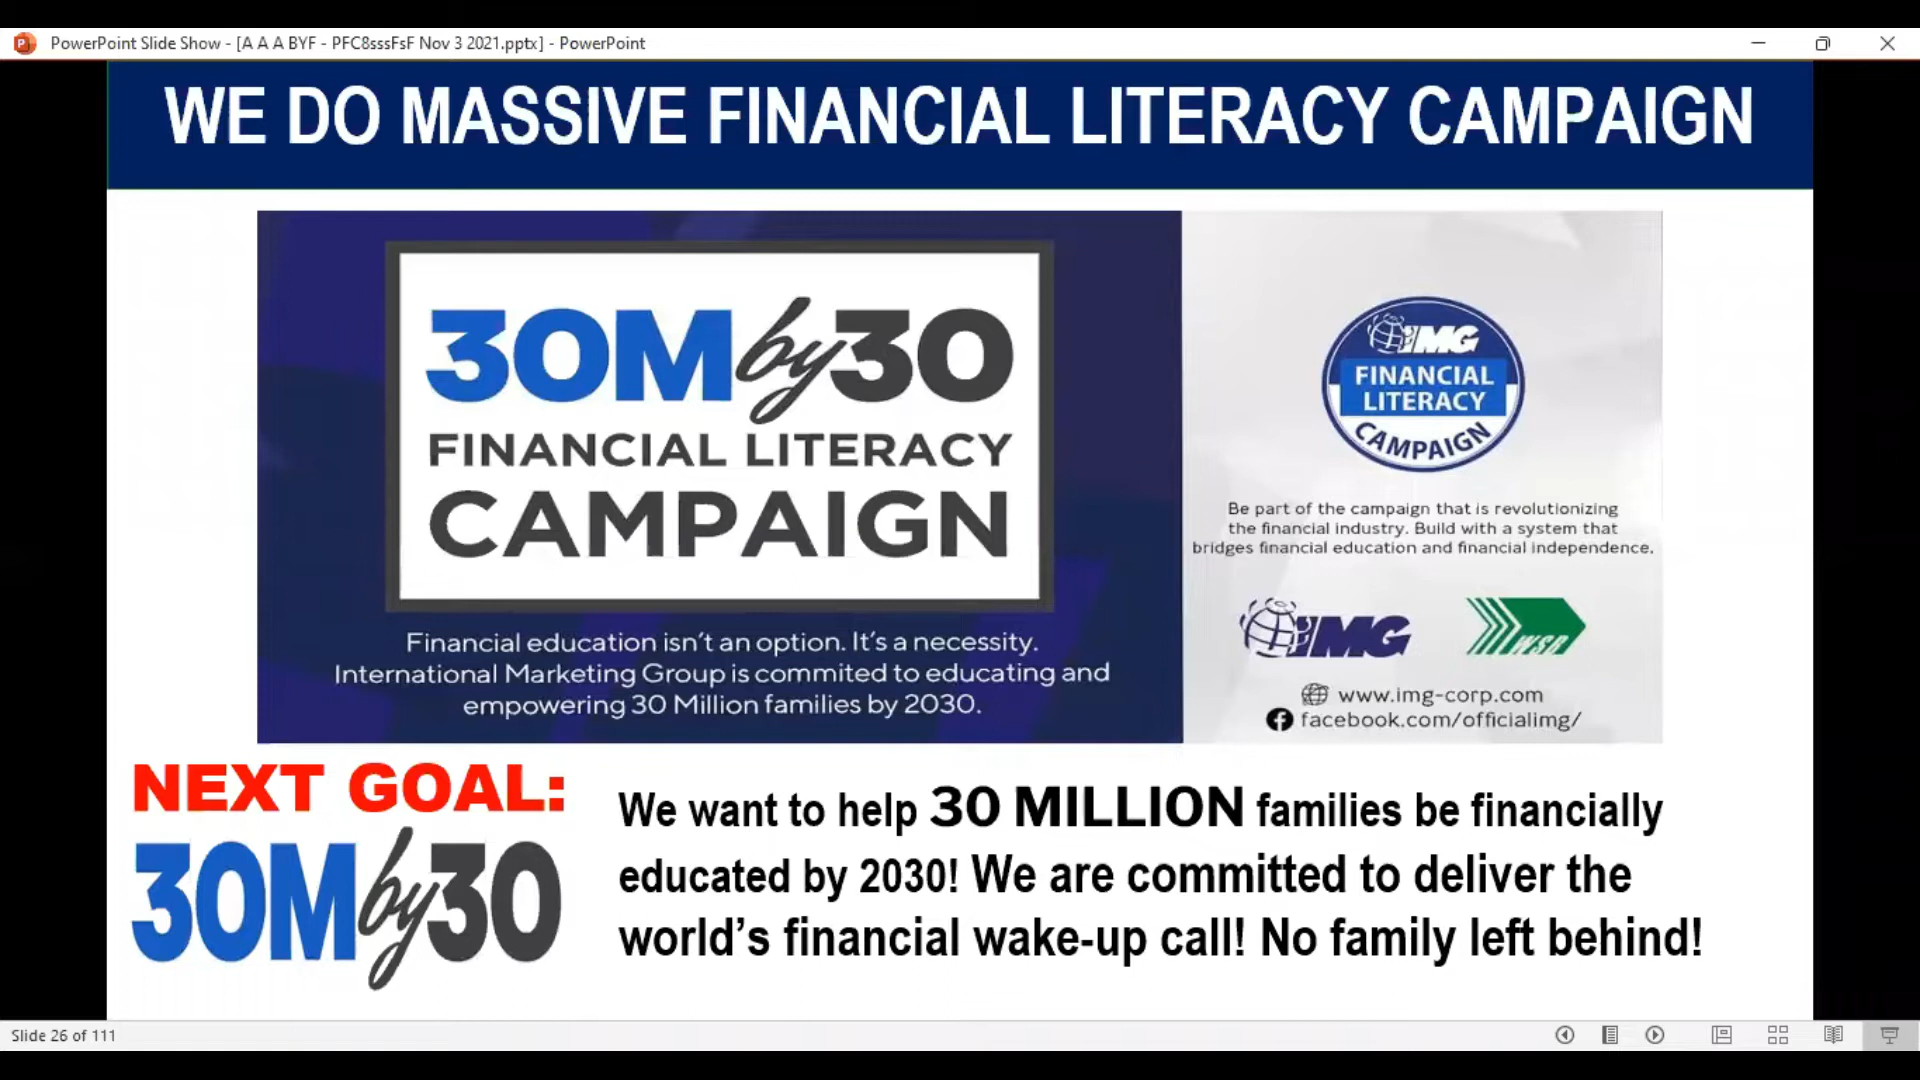 PowerPoint Slide Show - [A A A BYF - PFC8sssFsF Nov 3 2021.pptx] - PowerPoint
WE DO MASSIVE FINANCIAL LITERACY CAMPAIGN
30M by 30
FINANCIAL LITERACY
CAMPAIGN
Financial education isn't an option. It's a necessity.
International Marketing Group is commited to educating and
empowering 30 Million families by 2030.
IMG
FINANCIAL
LITERACY
CAMPAIGN
Be part of the campaign that is revolutionizing
the financial industry. Build with a system that
bridges financial education and financial independence.
IMG
WSB
www.img-corp.com
facebook.com/officialimg/
NEXT GOAL:
30M by 30
We want to help 30 MILLION families be financially
educated by 2030! We are committed to deliver the
world's financial wake-up call! No family left behind!
Slide 26 of 111